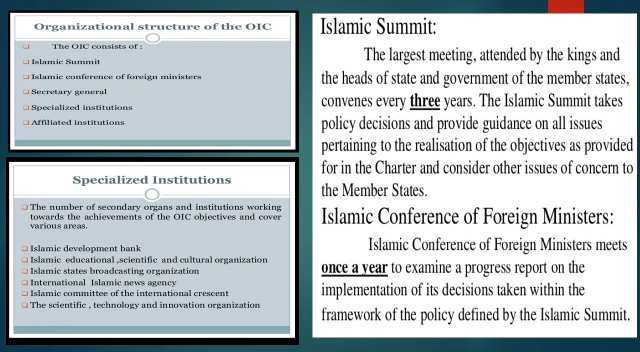 Organizational structure of the OIC
The OIC consists of :
Islamic Summit
Islamic conference of foreign ministers
Secretary general
Specialized institutions
Affiliated institutions
Specialized Institutions
The number of secondary organs and institutions working
towards the achievements of the OIC objectives and cover
various areas.
Islamic development bank
Islamic educational ,scientific and cultural organization
Islamic states broadcasting organization
International Islamic news agency
Islamic committee of the international crescent
The scientific , technology and innovation organization
Islamic Summit:
The largest meeting, attended by the kings and
the heads of state and government of the member states,
convenes every three years. The Islamic Summit takes
policy decisions and provide guidance on all issues
pertaining to the realisation of the objectives as provided
for in the Charter and consider other issues of concern to
the Member States.
Islamic Conference of Foreign Ministers:
Islamic Conference of Foreign Ministers meets
once a year to examine a progress report on the
implementation of its decisions taken within the
framework of the policy defined by the Islamic Summit.